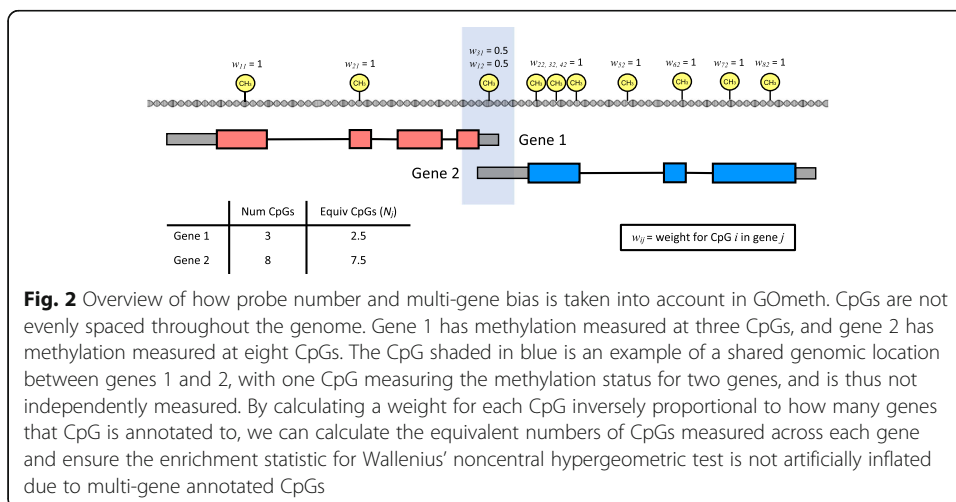 w31 = 0.5
w12 = 0.5
w11 = 1
w21 = 1
w22, 32, 42 = 1
w52 = 1
w62 = 1
w72 = 1
w82 = 1
CH3 CH3 CH3 CH3 CH3 CH3 CH3 CH3 CH3 CH3
Gene 1
Gene 2
Num CpGs Equiv CpGs (Nj)
Gene 1 3 2.5
Gene 2 8 7.5
wij = weight for CpG i in gene j
Fig. 2 Overview of how probe number and multi-gene bias is taken into account in GOmeth. CpGs are not
evenly spaced throughout the genome. Gene 1 has methylation measured at three CpGs, and gene 2 has
methylation measured at eight CpGs. The CpG shaded in blue is an example of a shared genomic location
between genes 1 and 2, with one CpG measuring the methylation status for two genes, and is thus not
independently measured. By calculating a weight for each CpG inversely proportional to how many genes
that CpG is annotated to, we can calculate the equivalent numbers of CpGs measured across each gene
and ensure the enrichment statistic for Wallenius' noncentral hypergeometric test is not artificially inflated
due to multi-gene annotated CpGs